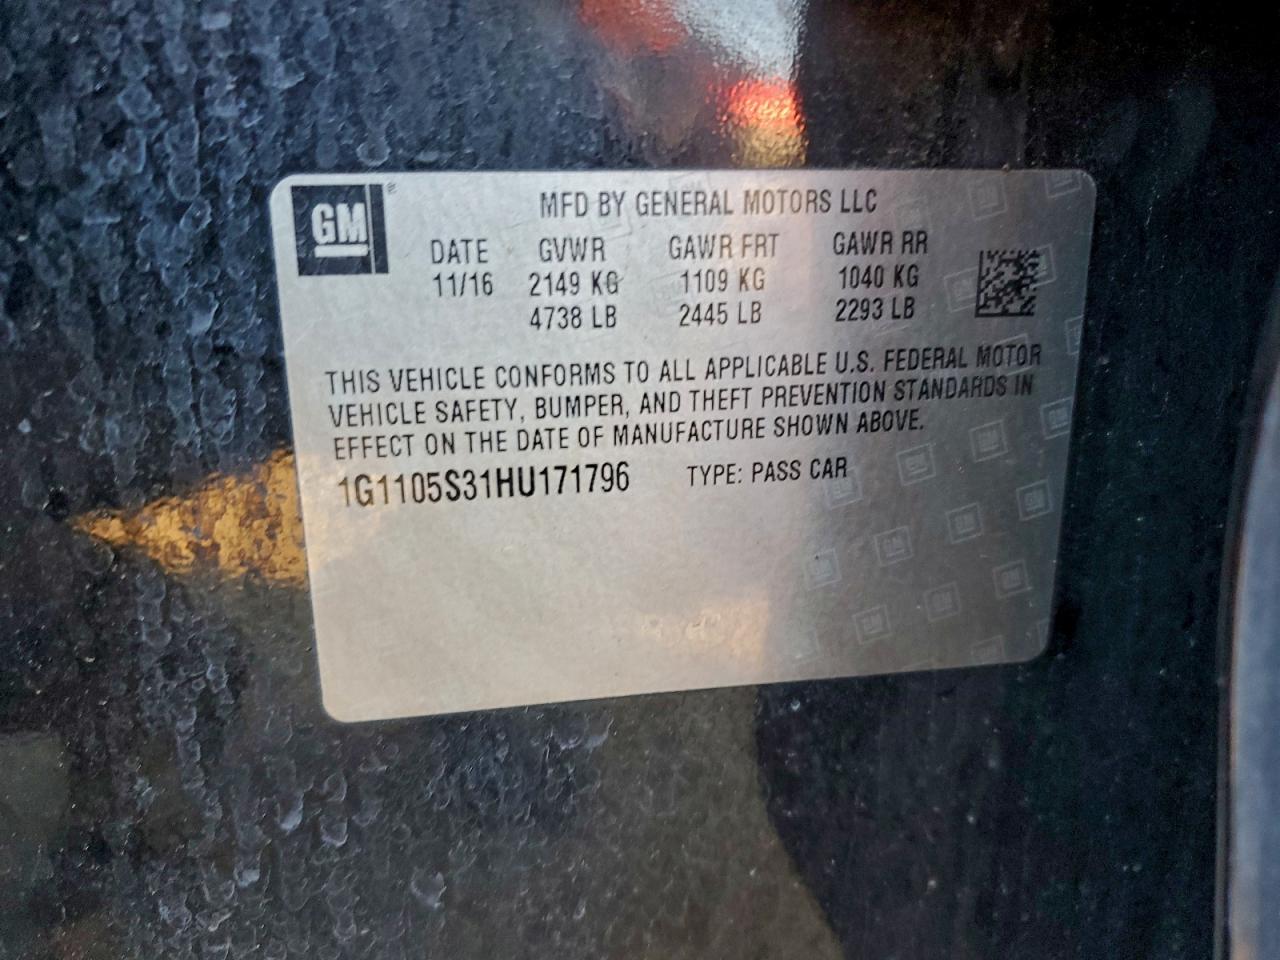 GM
MFD BY GENERAL MOTORS LLC
DATE GVWR GAWR FRT GAWR RR
11/16 2149 KG 1109 KG 1040 KG
4738 LB 2445 LB 2293 LB
THIS VEHICLE CONFORMS TO ALL APPLICABLE U.S. FEDERAL MOTOR
VEHICLE SAFETY, BUMPER, AND THEFT PREVENTION STANDARDS IN
EFFECT ON THE DATE OF MANUFACTURE SHOWN ABOVE.
1G1105S31HU171796 TYPE: PASS CAR